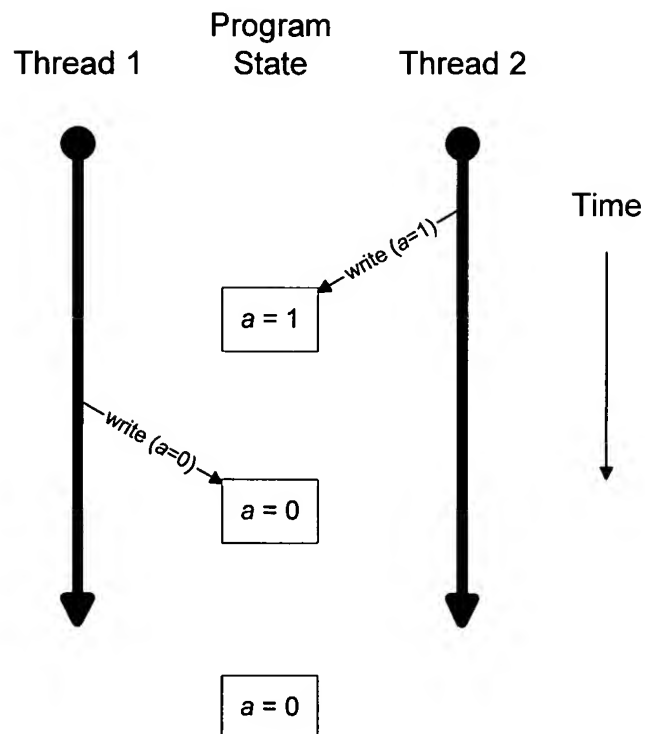 Program
State
Thread 1
Thread 2
Time
write (a=1)
a = 1
write (a=0)
a = 0
a = 0